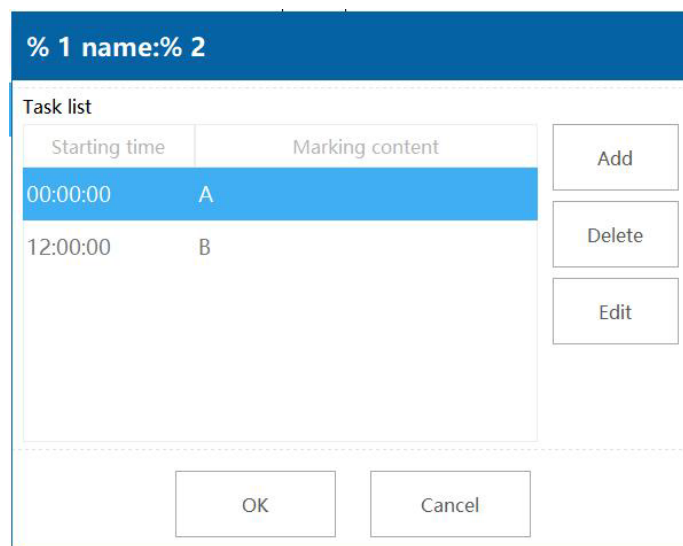 % 1 name:% 2
Task list
Starting time Marking content
00:00:00 A
12:00:00 B
Add
Delete
Edit
OK Cancel